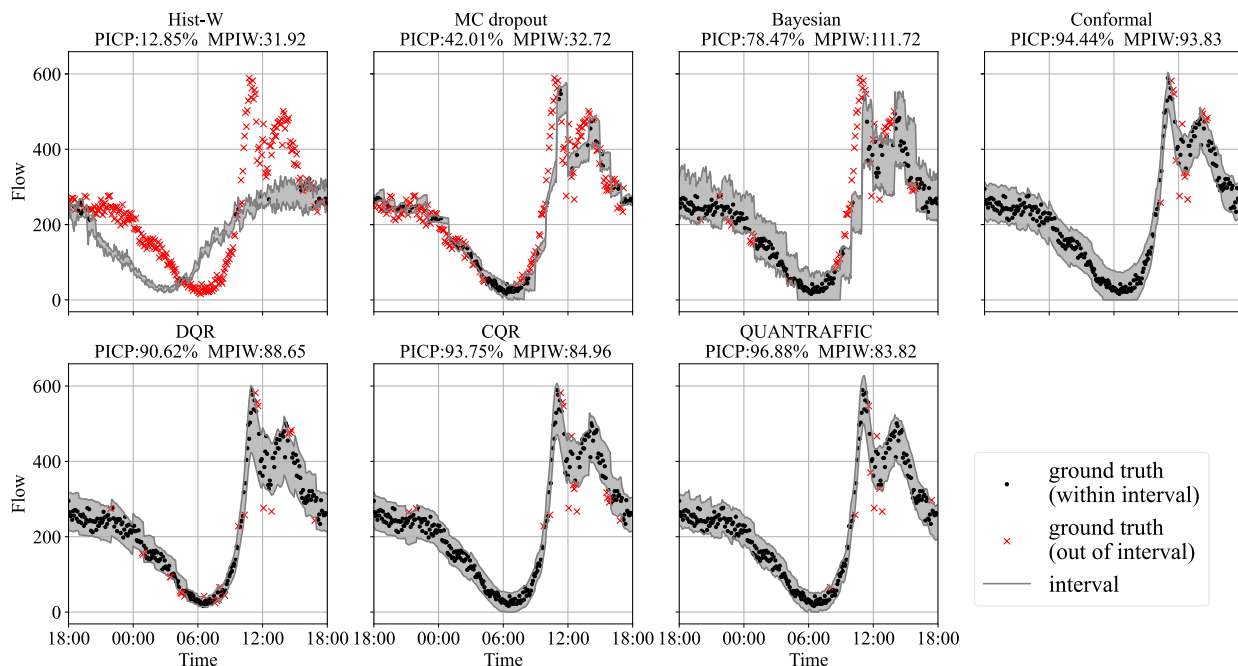 Hist-W
PICP:12.85%  MPIW:31.92
MC dropout
PICP:42.01%  MPIW:32.72
Bayesian
PICP:78.47%  MPIW:111.72
Conformal
PICP:94.44%  MPIW:93.83
600
400
200
0
Flow
DQR
PICP:90.62%  MPIW:88.65
CQR
PICP:93.75%  MPIW:84.96
QUANTRAFFIC
PICP:96.88%  MPIW:83.82
600
400
200
0
Flow
18:00 00:00 06:00 12:00 18:00
Time
18:00 00:00 06:00 12:00 18:00
Time
18:00 00:00 06:00 12:00 18:00
Time
ground truth
(within interval)
ground truth
(out of interval)
interval